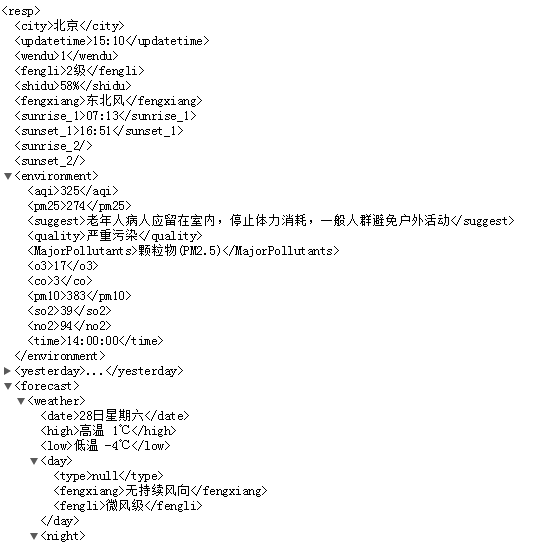 <resp>
<city>北京</city>
<updatetime>15:10</updatetime>
<wendu>1</wendu>
<fengli>2级</fengli>
<shidu>58%</shidu>
<fengxiang>东北风</fengxiang>
<sunrise_1>07:13</sunrise_1>
<sunset_1>16:51</sunset_1>
<sunrise_2/>
<sunset_2/>
▼<environment>
<aqi>325</aqi>
<pm25>274</pm25>
<suggest>老年人病人应留在室内，停止体力消耗，一般人群避免户外活动</suggest>
<quality>严重污染</quality>
<MajorPollutants>颗粒物(PM2.5)</MajorPollutants>
<o3>17</o3>
<co>3</co>
<pm10>383</pm10>
<so2>39</so2>
<no2>94</no2>
<time>14:00:00</time>
</environment>
▶<yesterday>...</yesterday>
▼<forecast>
▼<weather>
<date>28日星期六</date>
<high>高温 1℃</high>
<low>低温 -4℃</low>
▼<day>
<type>null</type>
<fengxiang>无持续风向</fengxiang>
<fengli>微风级</fengli>
</day>
▼<night>